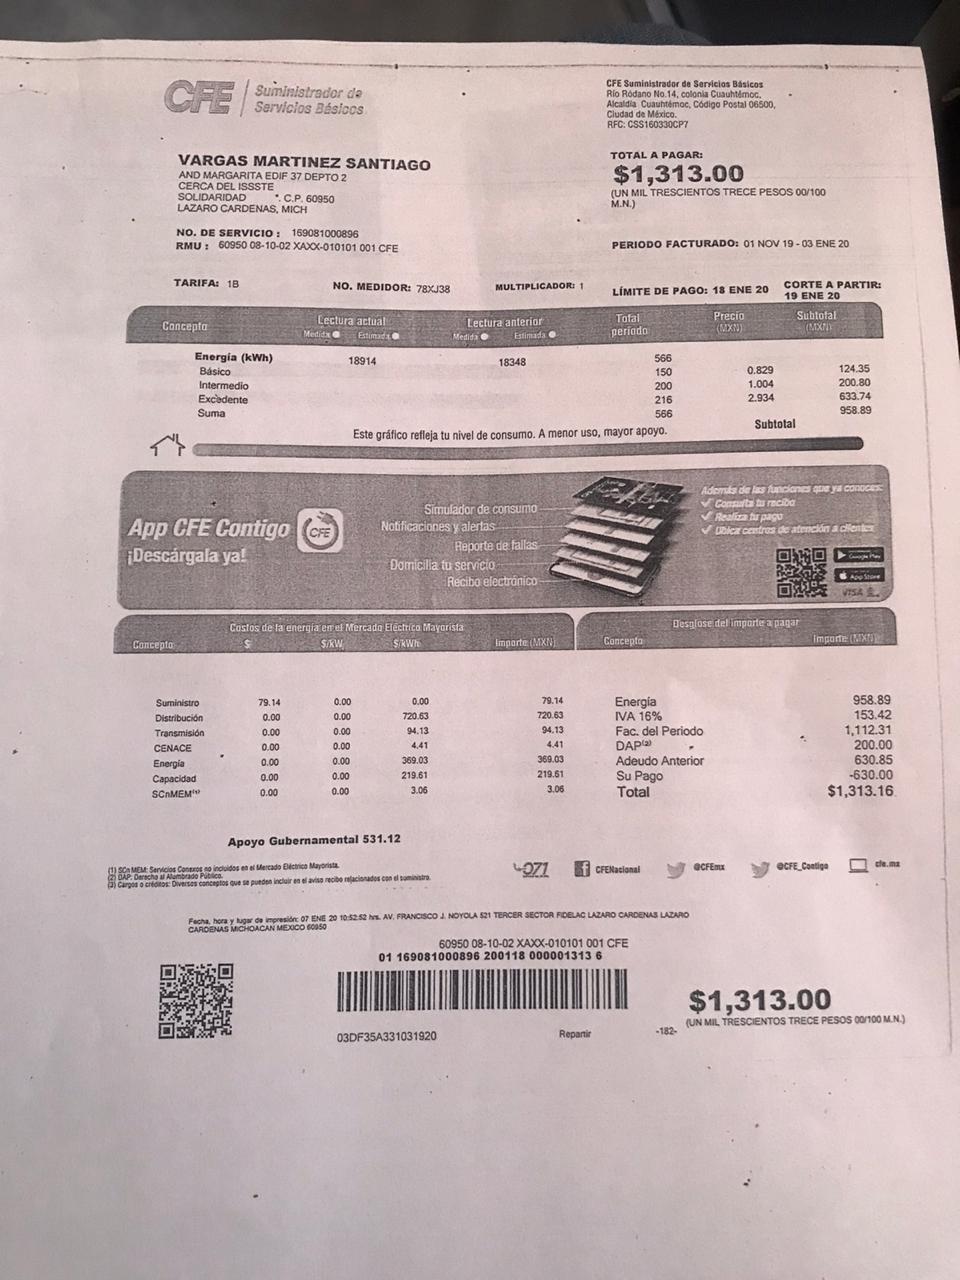 CFE Suministrador de Servicios Básicos
CFE Suministrador de Servicios Básicos
Río Ródano No.14, colonia Cuauhtémoc,
Alcaldía Cuauhtémoc, Código Postal 06500,
Ciudad de México.
RFC: CSS160330CP7
VARGAS MARTINEZ SANTIAGO
AND MARGARITA EDIF 37 DEPTO 2
CERCA DEL ISSSTE
SOLIDARIDAD *. C.P. 60950
LAZARO CARDENAS, MICH
TOTAL A PAGAR:
$1,313.00
(UN MIL TRESCIENTOS TRECE PESOS 00/100
M.N.)
NO. DE SERVICIO : 169081000896
RMU : 60950 08-10-02 XAXX-010101 001 CFE
PERIODO FACTURADO: 01 NOV 19 - 03 ENE 20
TARIFA: 1B NO. MEDIDOR: 78XJ38 MULTIPLICADOR: 1 LÍMITE DE PAGO: 18 ENE 20 CORTE A PARTIR:
19 ENE 20
Concepto Lectura actual Lectura anterior Total periodo Precio (MXN) Subtotal (MXN)
Medida Estimada Medida Estimada
Energía (kWh) 18914 18348 566
Básico 150 0.829 124.35
Intermedio 200 1.004 200.80
Excedente 216 2.934 633.74
Suma 566 958.89
Subtotal
Este gráfico refleja tu nivel de consumo. A menor uso, mayor apoyo.
App CFE Contigo CFE
¡Descárgala ya!
Simulador de consumo
Notificaciones y alertas
Reporte de fallas
Domicilia tu servicio
Recibo electrónico
Además de las funciones que ya conoces:
Consulta tu recibo
Realiza tu pago
Ubica centros de atención a clientes
Google Play
App Store
VISA
Costos de la energía en el Mercado Eléctrico Mayorista
Concepto $ $/kW $/kWh Importe (MXN)
Suministro 79.14 0.00 0.00 79.14
Distribución 0.00 0.00 720.63 720.63
Transmisión 0.00 0.00 94.13 94.13
CENACE 0.00 0.00 4.41 4.41
Energía 0.00 0.00 369.03 369.03
Capacidad 0.00 0.00 219.61 219.61
SCnMEM(1) 0.00 0.00 3.06 3.06
Desglose del importe a pagar
Concepto Importe (MXN)
Energía 958.89
IVA 16% 153.42
Fac. del Periodo 1,112.31
DAP(2) 200.00
Adeudo Anterior 630.85
Su Pago -630.00
Total $1,313.16
Apoyo Gubernamental 531.12
(1) SCn MEM: Servicios Conexos no incluidos en el Mercado Eléctrico Mayorista.
(2) DAP: Derecho al Alumbrado Público.
(3) Cargos o créditos: Diversos conceptos que se pueden incluir en el aviso recibo relacionados con el suministro.
071 CFENacional @CFEmx @CFE_Contigo cfe.mx
Fecha, hora y lugar de impresión: 07 ENE 20 10:52:52 hrs. AV. FRANCISCO J. NOYOLA 521 TERCER SECTOR FIDELAC LAZARO CARDENAS LAZARO
CARDENAS MICHOACAN MEXICO 60950
60950 08-10-02 XAXX-010101 001 CFE
01 169081000896 200118 000001313 6
03DF35A331031920 Repartir -182-
$1,313.00
(UN MIL TRESCIENTOS TRECE PESOS 00/100 M.N.)